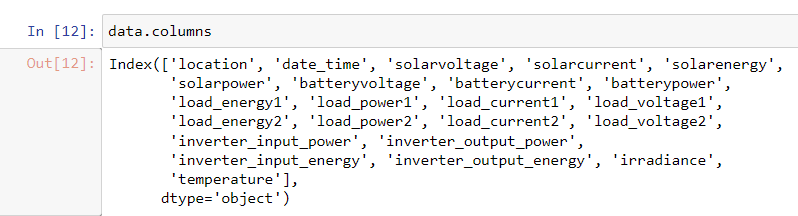 In [12]: data.columns
Out[12]: Index(['location', 'date_time', 'solarvoltage', 'solarcurrent', 'solarenergy',
'solarpower', 'batteryvoltage', 'batterycurrent', 'batterypower',
'load_energy1', 'load_power1', 'load_current1', 'load_voltage1',
'load_energy2', 'load_power2', 'load_current2', 'load_voltage2',
'inverter_input_power', 'inverter_output_power',
'inverter_input_energy', 'inverter_output_energy', 'irradiance',
'temperature'],
dtype='object')